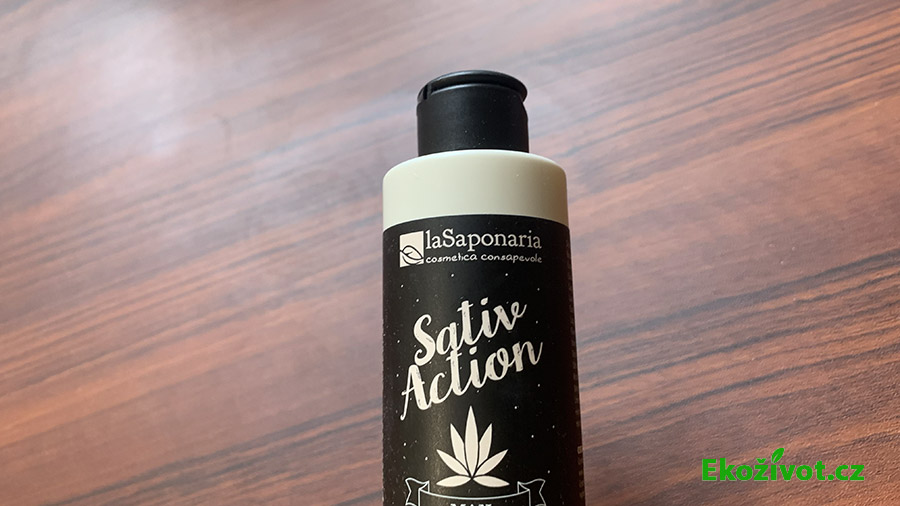 laSaponaria
cosmetica consapevole
Sativ
Action
Ekoživot.cz